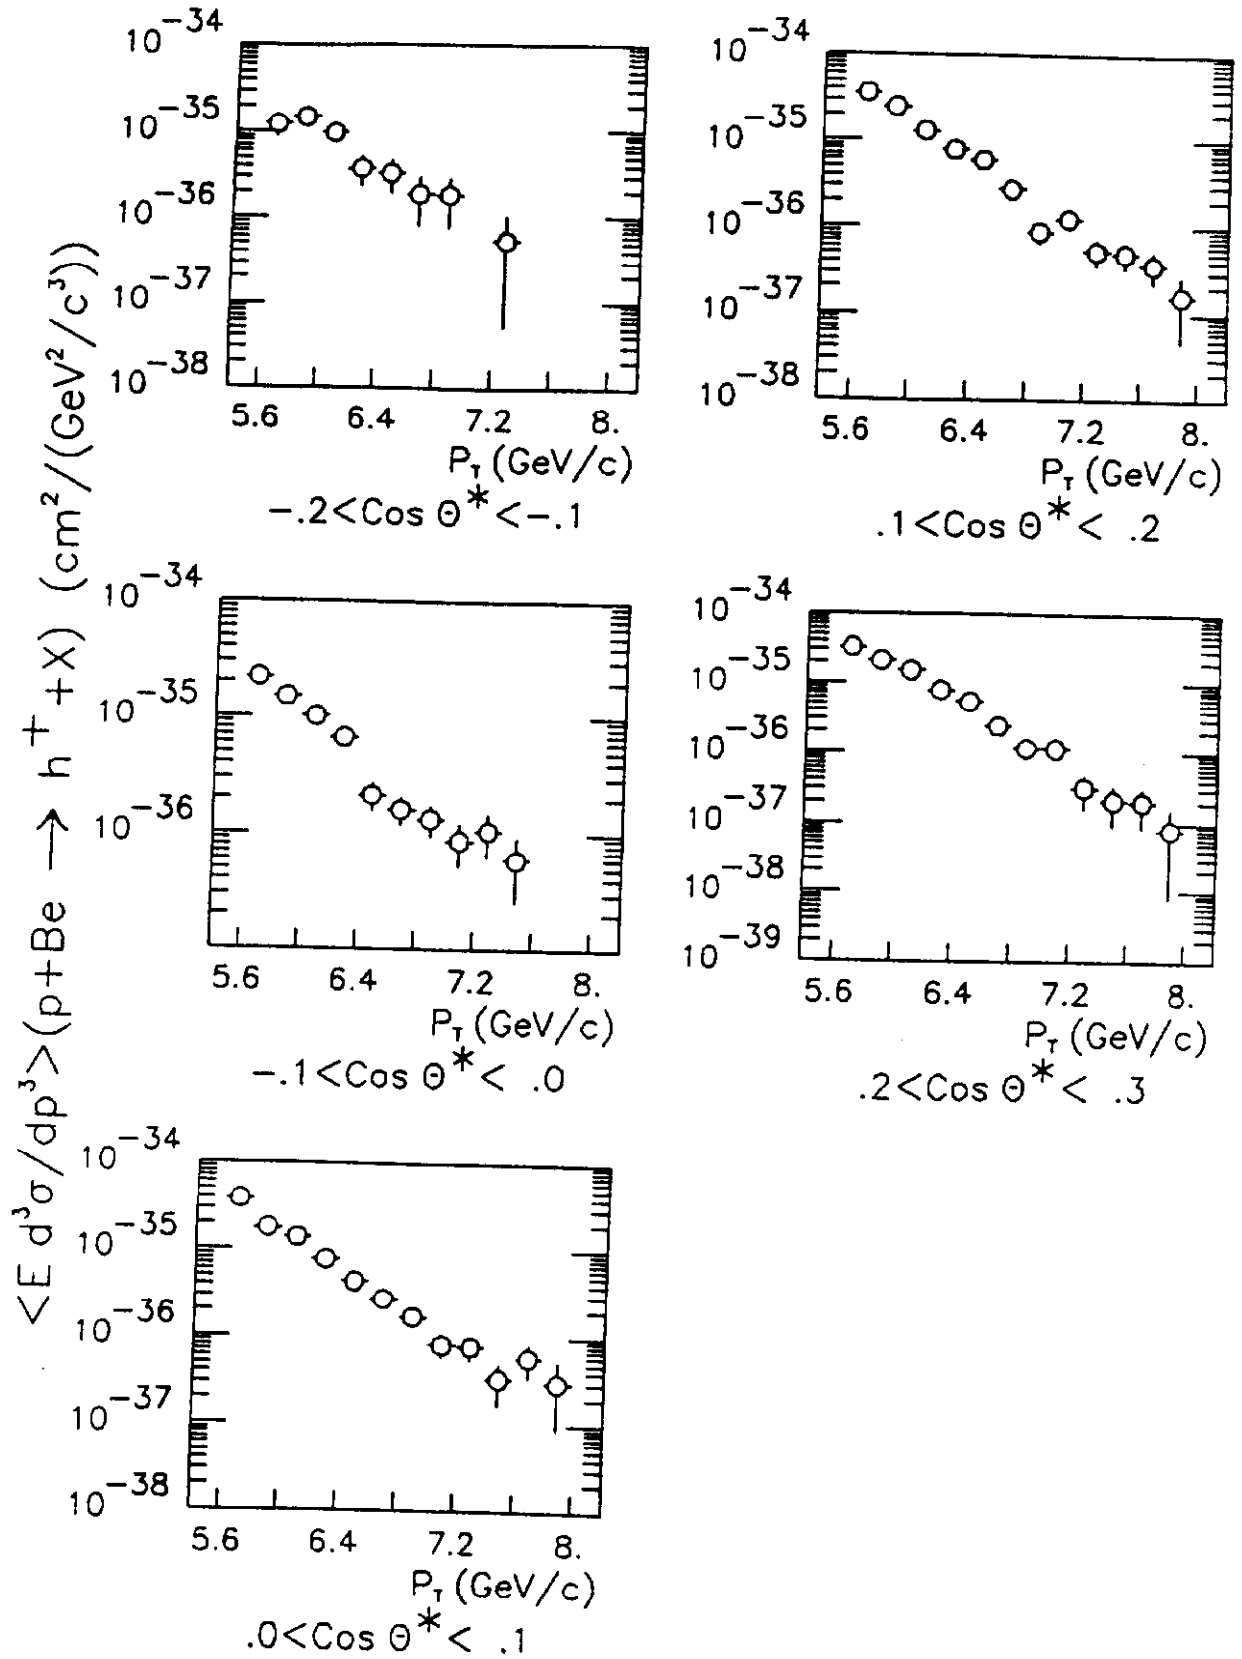 <E d³σ/dp³>(p+Be → h⁺+X) (cm²/(GeV²/c³))
10⁻³⁴
10⁻³⁵
10⁻³⁶
10⁻³⁷
10⁻³⁸
5.6 6.4 7.2 8.
P_T (GeV/c)
-.2<Cos Θ*<-.1
10⁻³⁴
10⁻³⁵
10⁻³⁶
10⁻³⁷
10⁻³⁸
5.6 6.4 7.2 8.
P_T (GeV/c)
.1<Cos Θ*< .2
10⁻³⁴
10⁻³⁵
10⁻³⁶
5.6 6.4 7.2 8.
P_T (GeV/c)
-.1<Cos Θ*< .0
10⁻³⁴
10⁻³⁵
10⁻³⁶
10⁻³⁷
10⁻³⁸
10⁻³⁹
5.6 6.4 7.2 8.
P_T (GeV/c)
.2<Cos Θ*< .3
10⁻³⁴
10⁻³⁵
10⁻³⁶
10⁻³⁷
10⁻³⁸
5.6 6.4 7.2 8.
P_T (GeV/c)
.0<Cos Θ*< .1